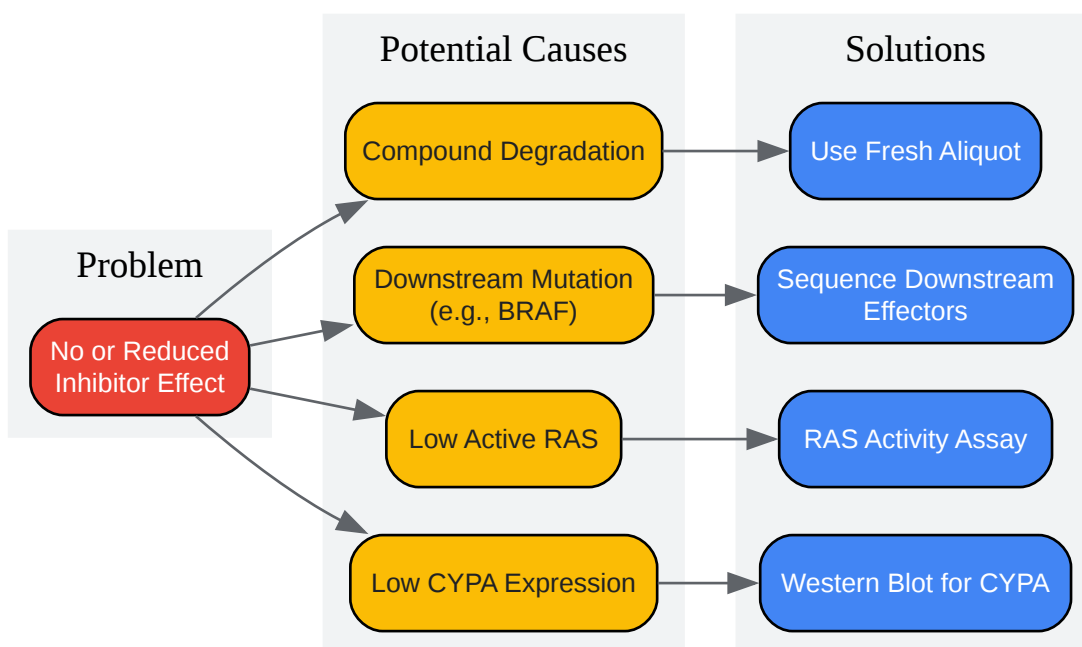 Potential Causes
Solutions
Compound Degradation
Use Fresh Aliquot
Problem
Downstream Mutation
(e.g., BRAF)
Sequence Downstream
Effectors
No or Reduced
Inhibitor Effect
Low Active RAS
RAS Activity Assay
Low CYPA Expression
Western Blot for CYPA